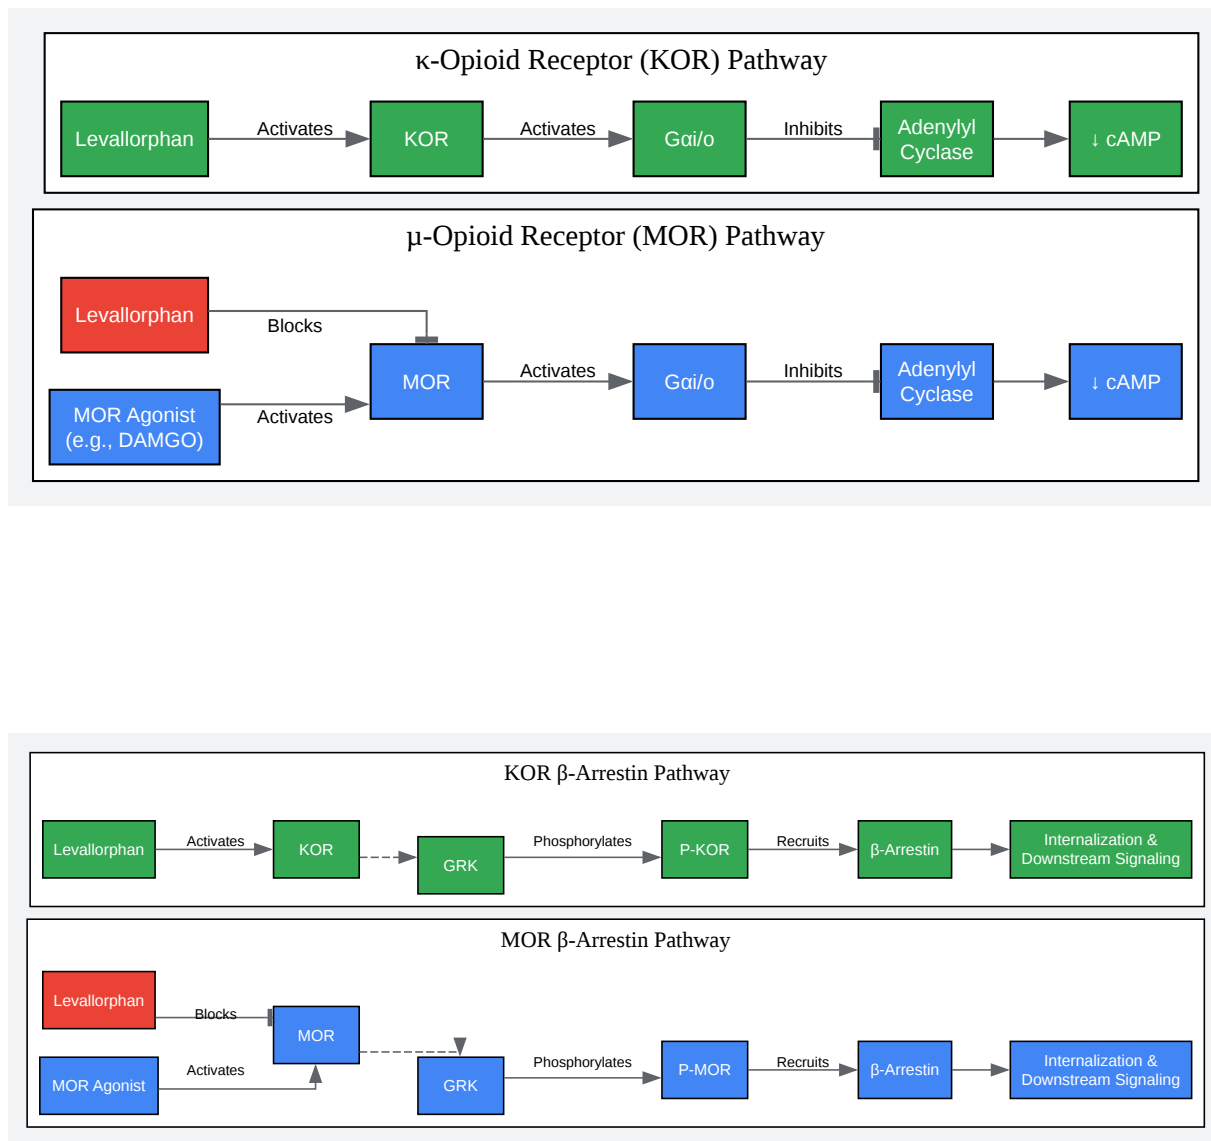 κ-Opioid Receptor (KOR) Pathway
Levallorphan
Activates
KOR
Activates
Gαi/o
Inhibits
Adenylyl
Cyclase
↓ cAMP
µ-Opioid Receptor (MOR) Pathway
Levallorphan
Blocks
MOR Agonist
(e.g., DAMGO)
Activates
MOR
Activates
Gαi/o
Inhibits
Adenylyl
Cyclase
↓ cAMP
KOR β-Arrestin Pathway
Levallorphan
Activates
KOR
GRK
Phosphorylates
P-KOR
Recruits
β-Arrestin
Internalization &
Downstream Signaling
MOR β-Arrestin Pathway
Levallorphan
Blocks
MOR Agonist
Activates
MOR
GRK
Phosphorylates
P-MOR
Recruits
β-Arrestin
Internalization &
Downstream Signaling